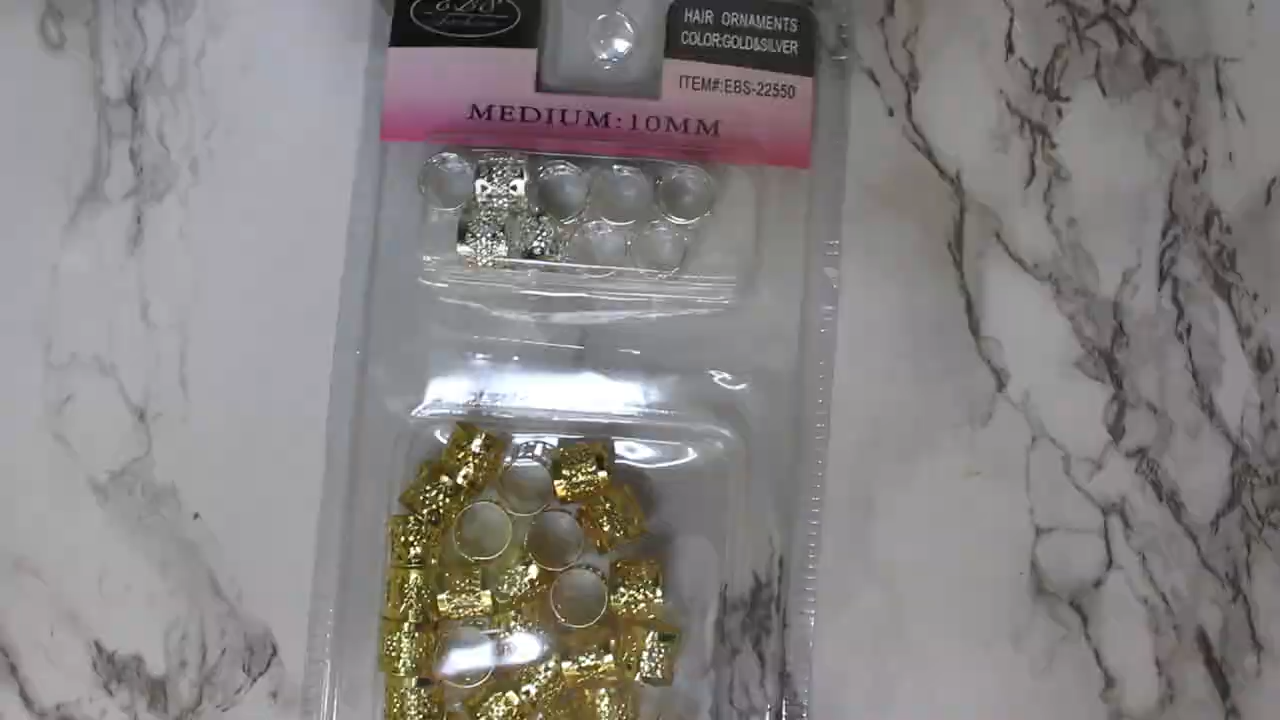 HAIR ORNAMENTS
COLOR:GOLD&SILVER
ITEM#:EBS-22550
MEDIUM:10MM